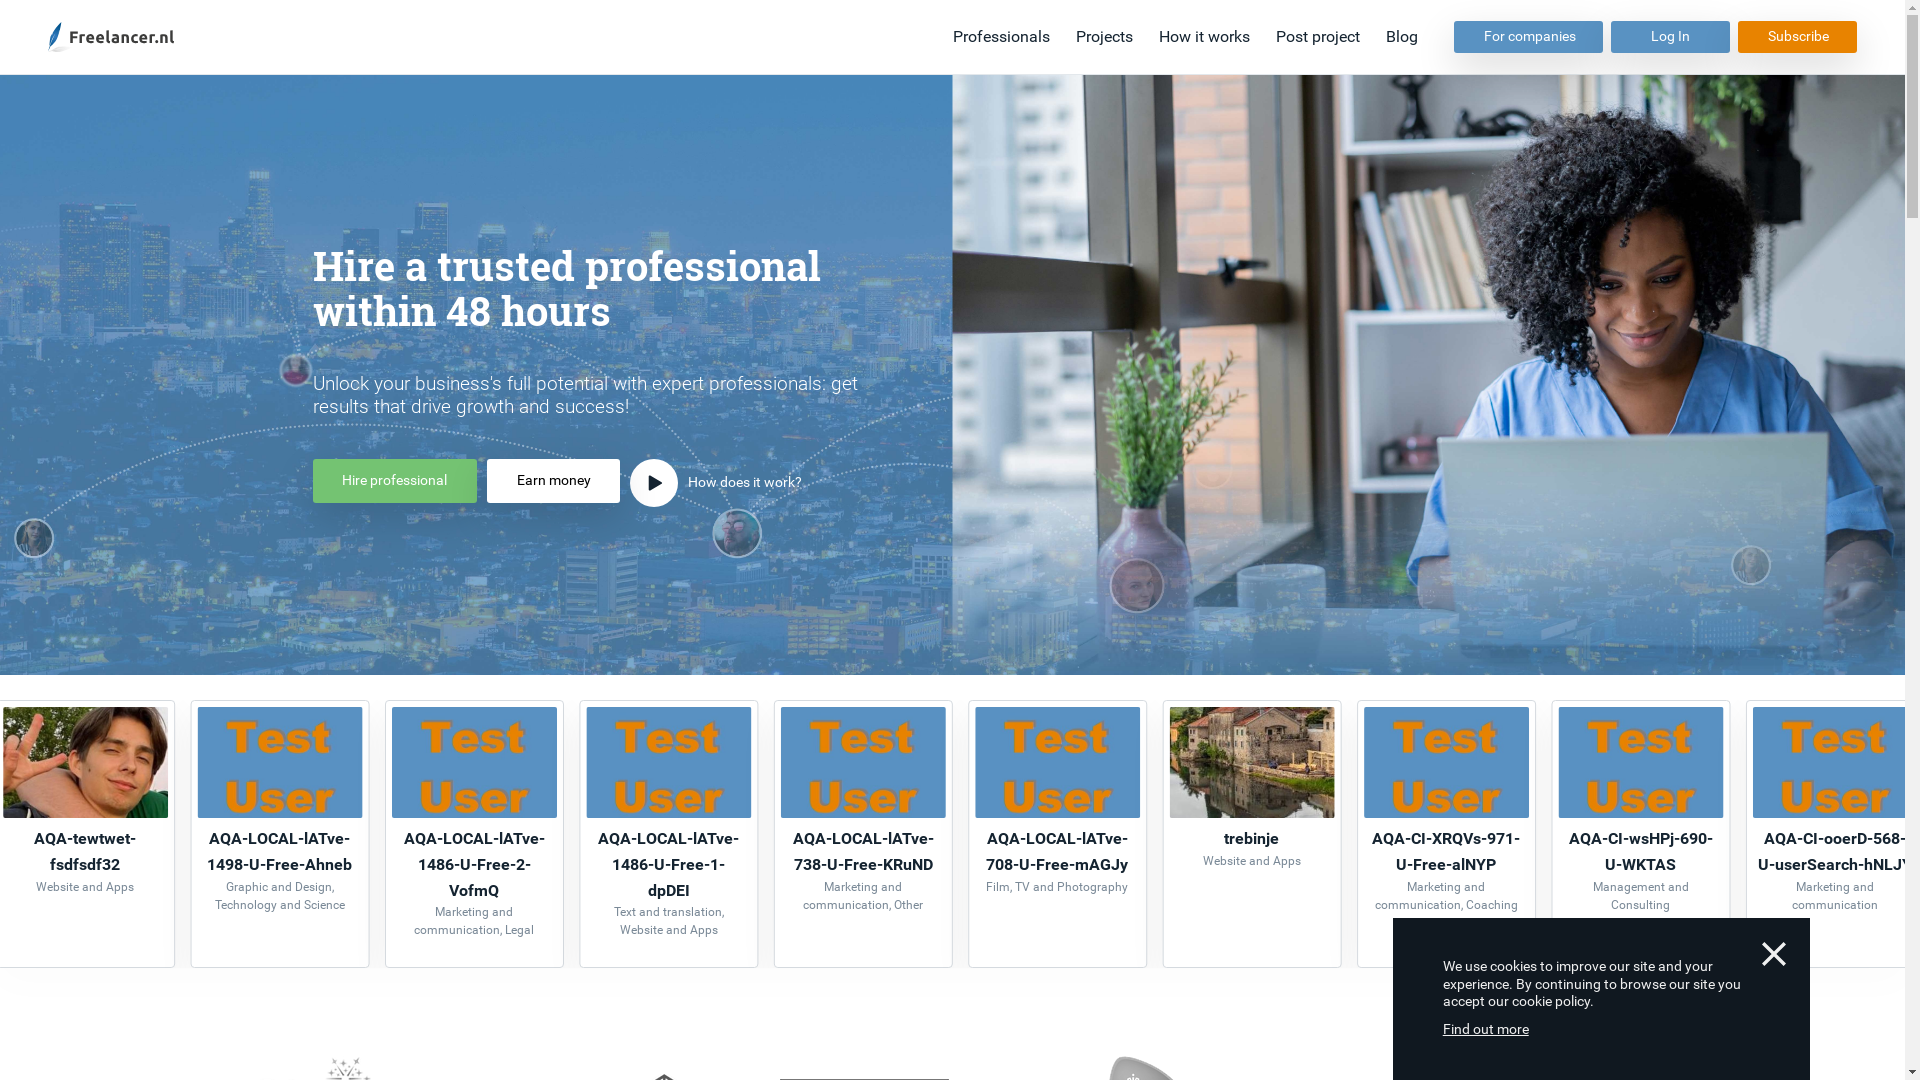 Freelancer.nl
Professionals
Projects
How it works
Post project
Blog
For companies
Log In
Subscribe
Hire a trusted professional
within 48 hours
Unlock your business's full potential with expert professionals: get
results that drive growth and success!
Hire professional
Earn money
How does it work?
Test
User
Test
User
Test
User
Test
User
Test
User
Test
User
Test
User
Test
User
AQA-tewtwet-
fsdfsdf32
Website and Apps
AQA-LOCAL-lATve-
1498-U-Free-Ahneb
Graphic and Design,
Technology and Science
AQA-LOCAL-lATve-
1486-U-Free-2-
VofmQ
Marketing and
communication, Legal
AQA-LOCAL-lATve-
1486-U-Free-1-
dpDEI
Text and translation,
Website and Apps
AQA-LOCAL-lATve-
738-U-Free-KRuND
Marketing and
communication, Other
AQA-LOCAL-lATve-
708-U-Free-mAGJy
Film, TV and Photography
trebinje
Website and Apps
AQA-CI-XRQVs-971-
U-Free-alNYP
Marketing and
communication, Coaching
AQA-CI-wsHPj-690-
U-WKTAS
Management and
Consulting
AQA-CI-ooerD-568-
U-userSearch-hNLJY
Marketing and
communication
We use cookies to improve our site and your
experience. By continuing to browse our site you
accept our cookie policy.
Find out more